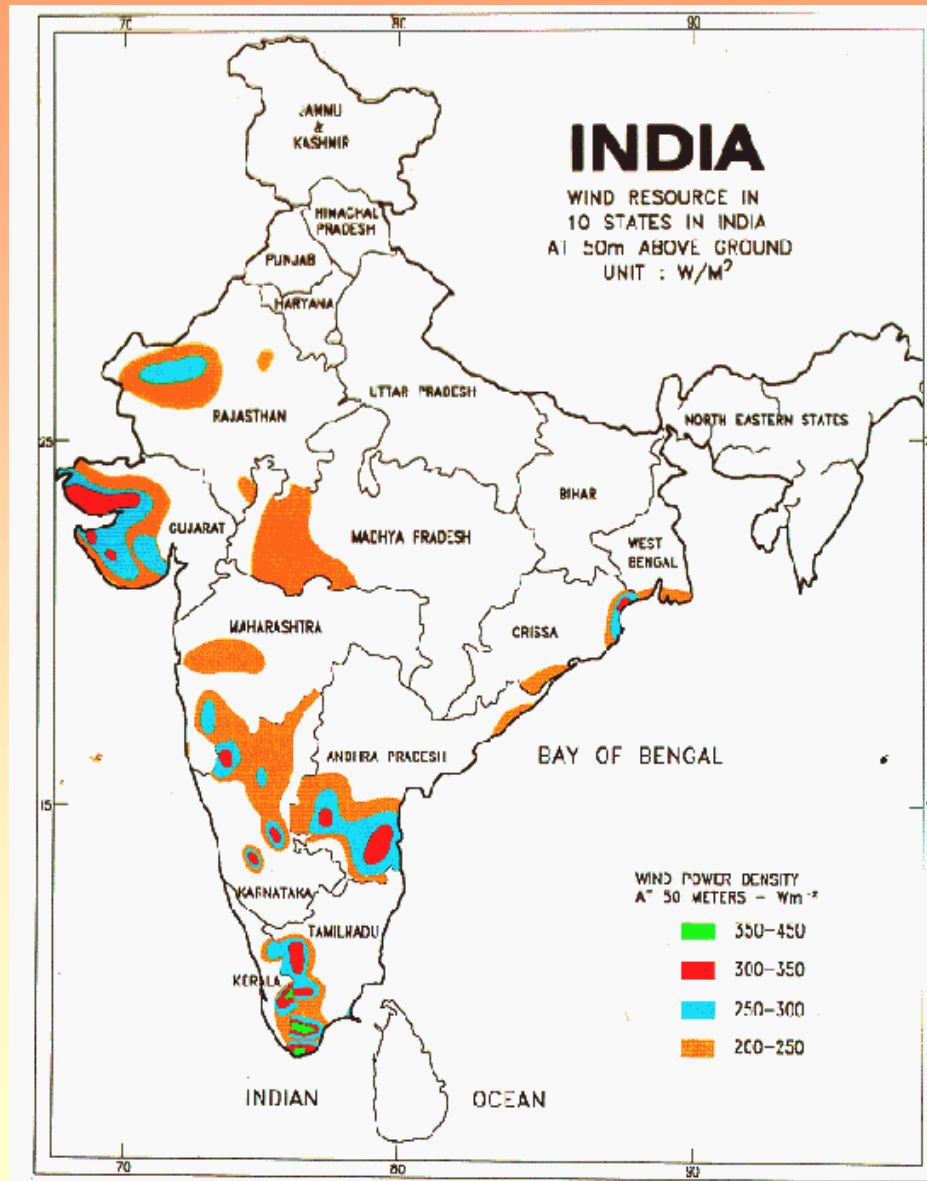 70
80
90
JAMMU
&
KASHMIR
INDIA
WIND RESOURCE IN
10 STATES IN INDIA
AT 50m ABOVE GROUND
UNIT : W/M²
HIMACHAL
PRADESH
PUNJAB
HARYANA
UTTAR PRADESH
RAJASTHAN
NORTH EASTERN STATES
25
2
BIHAR
GUJARAT
MADHYA PRADESH
WEST
BENGAL
MAHARASHTRA
ORISSA
ANDHRA PRADESH
BAY OF BENGAL
15
KARNATAKA
WIND POWER DENSITY
AT 50 METERS - Wm⁻²
TAMILNADU
350-450
KERALA
300-350
250-300
200-250
INDIAN OCEAN
70
80
90